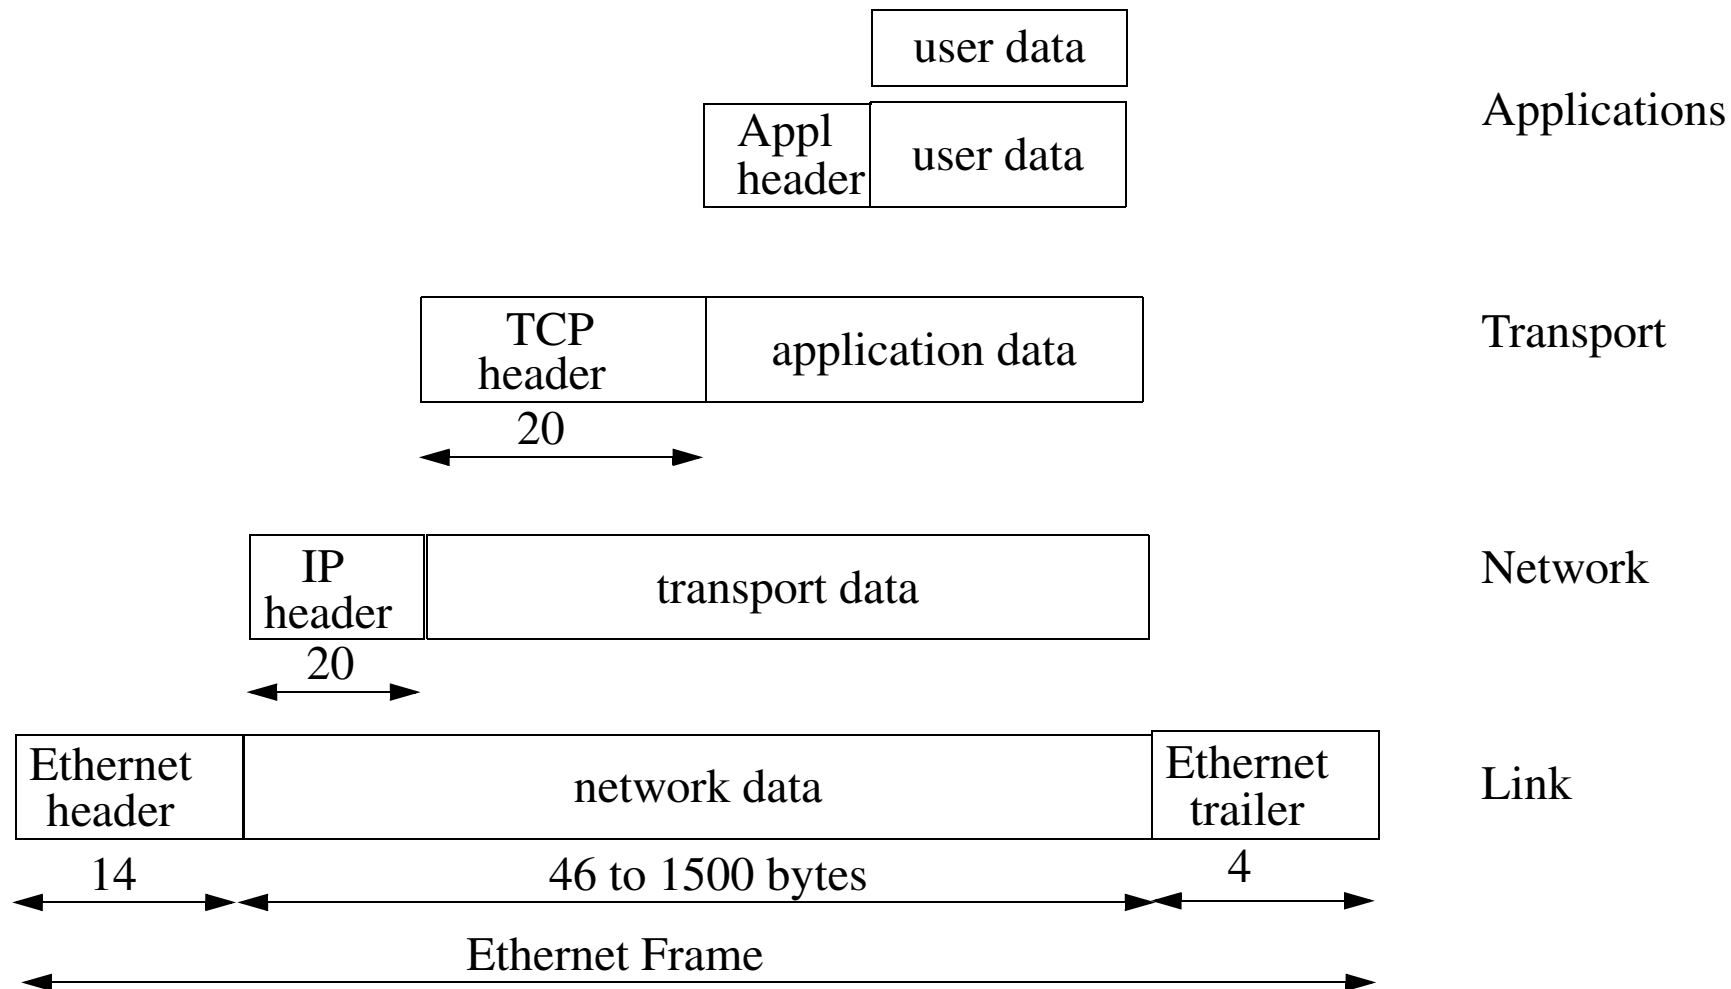 user data
Applications
Appl
header
user data
TCP
header
application data
Transport
20
IP
header
transport data
Network
20
Ethernet
header
network data
Ethernet
trailer
Link
14
46 to 1500 bytes
4
Ethernet Frame